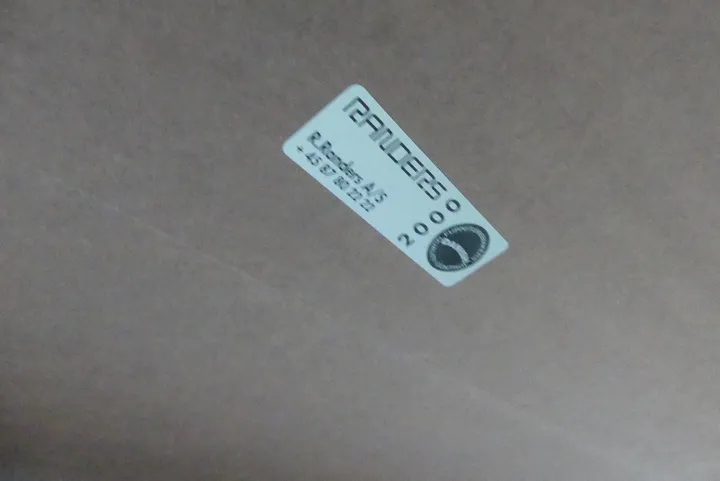 RANDERS
R.Randers A/S
+ 45 87 80 22 22
2000